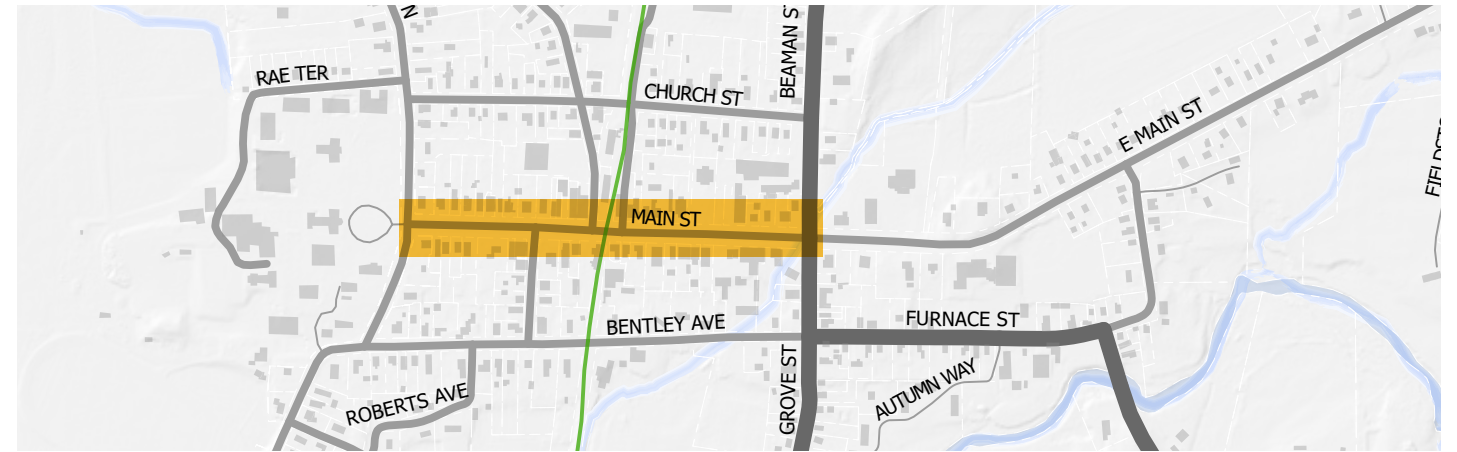 N
BEAMAN S
RAE TER
CHURCH ST
E MAIN ST
MAIN ST
FURNACE ST
BENTLEY AVE
GROVE ST
AUTUMN WAY
ROBERTS AVE